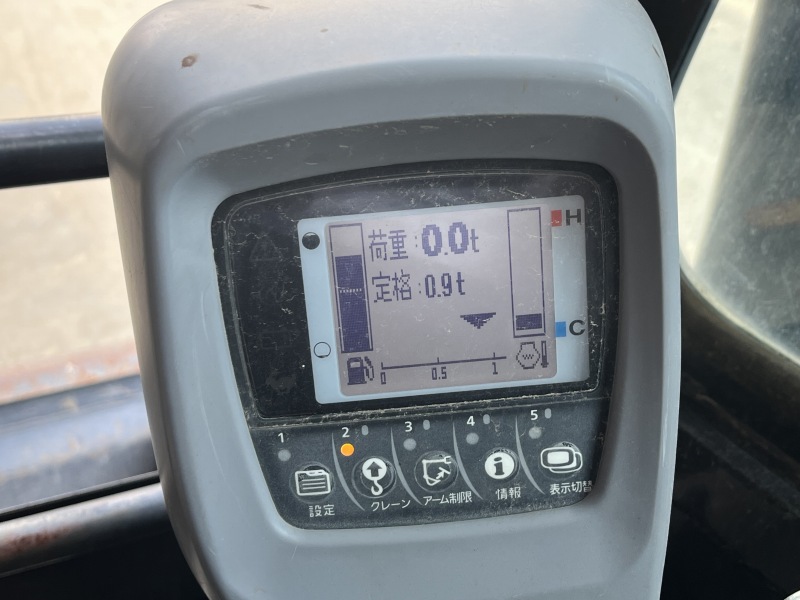 荷重:0.0t
定格:0.9t
H
C
0 0.5 1
1 2 3 4 5
設定 クレーン アーム制限 情報 表示切替